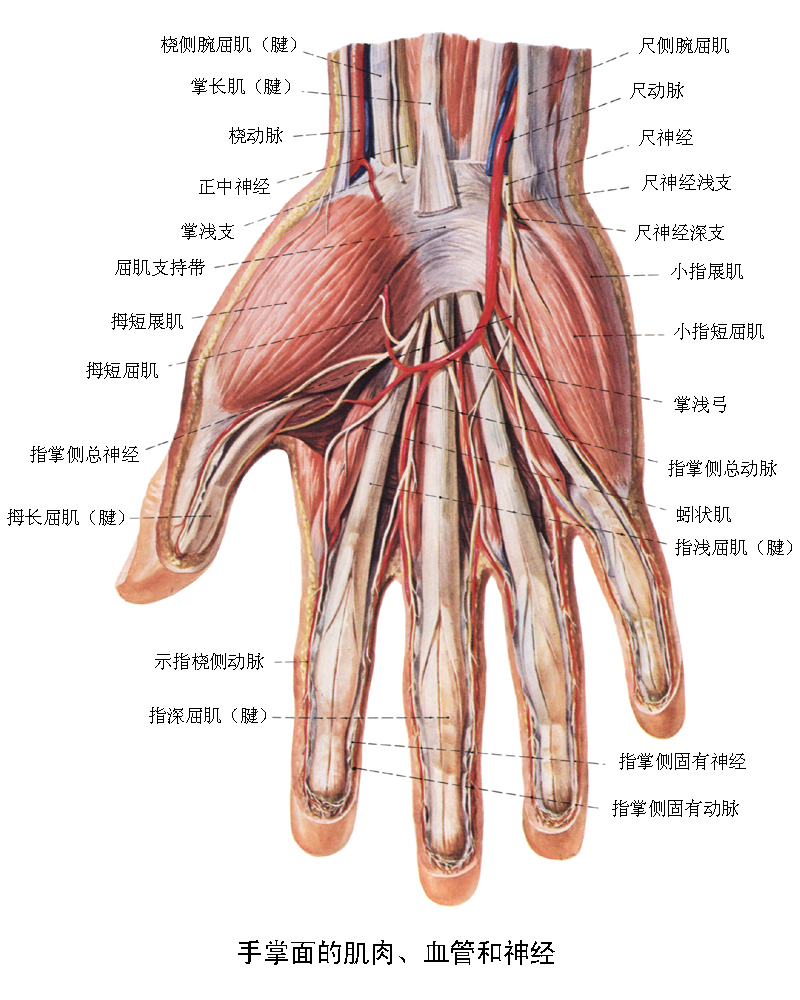 桡侧腕屈肌（腱）
掌长肌（腱）
桡动脉
正中神经
掌浅支
屈肌支持带
拇短展肌
拇短屈肌
指掌侧总神经
拇长屈肌（腱）
示指桡侧动脉
指深屈肌（腱）
尺侧腕屈肌
尺动脉
尺神经
尺神经浅支
尺神经深支
小指展肌
小指短屈肌
掌浅弓
指掌侧总动脉
蚓状肌
指浅屈肌（腱）
指掌侧固有神经
指掌侧固有动脉
手掌面的肌肉、血管和神经